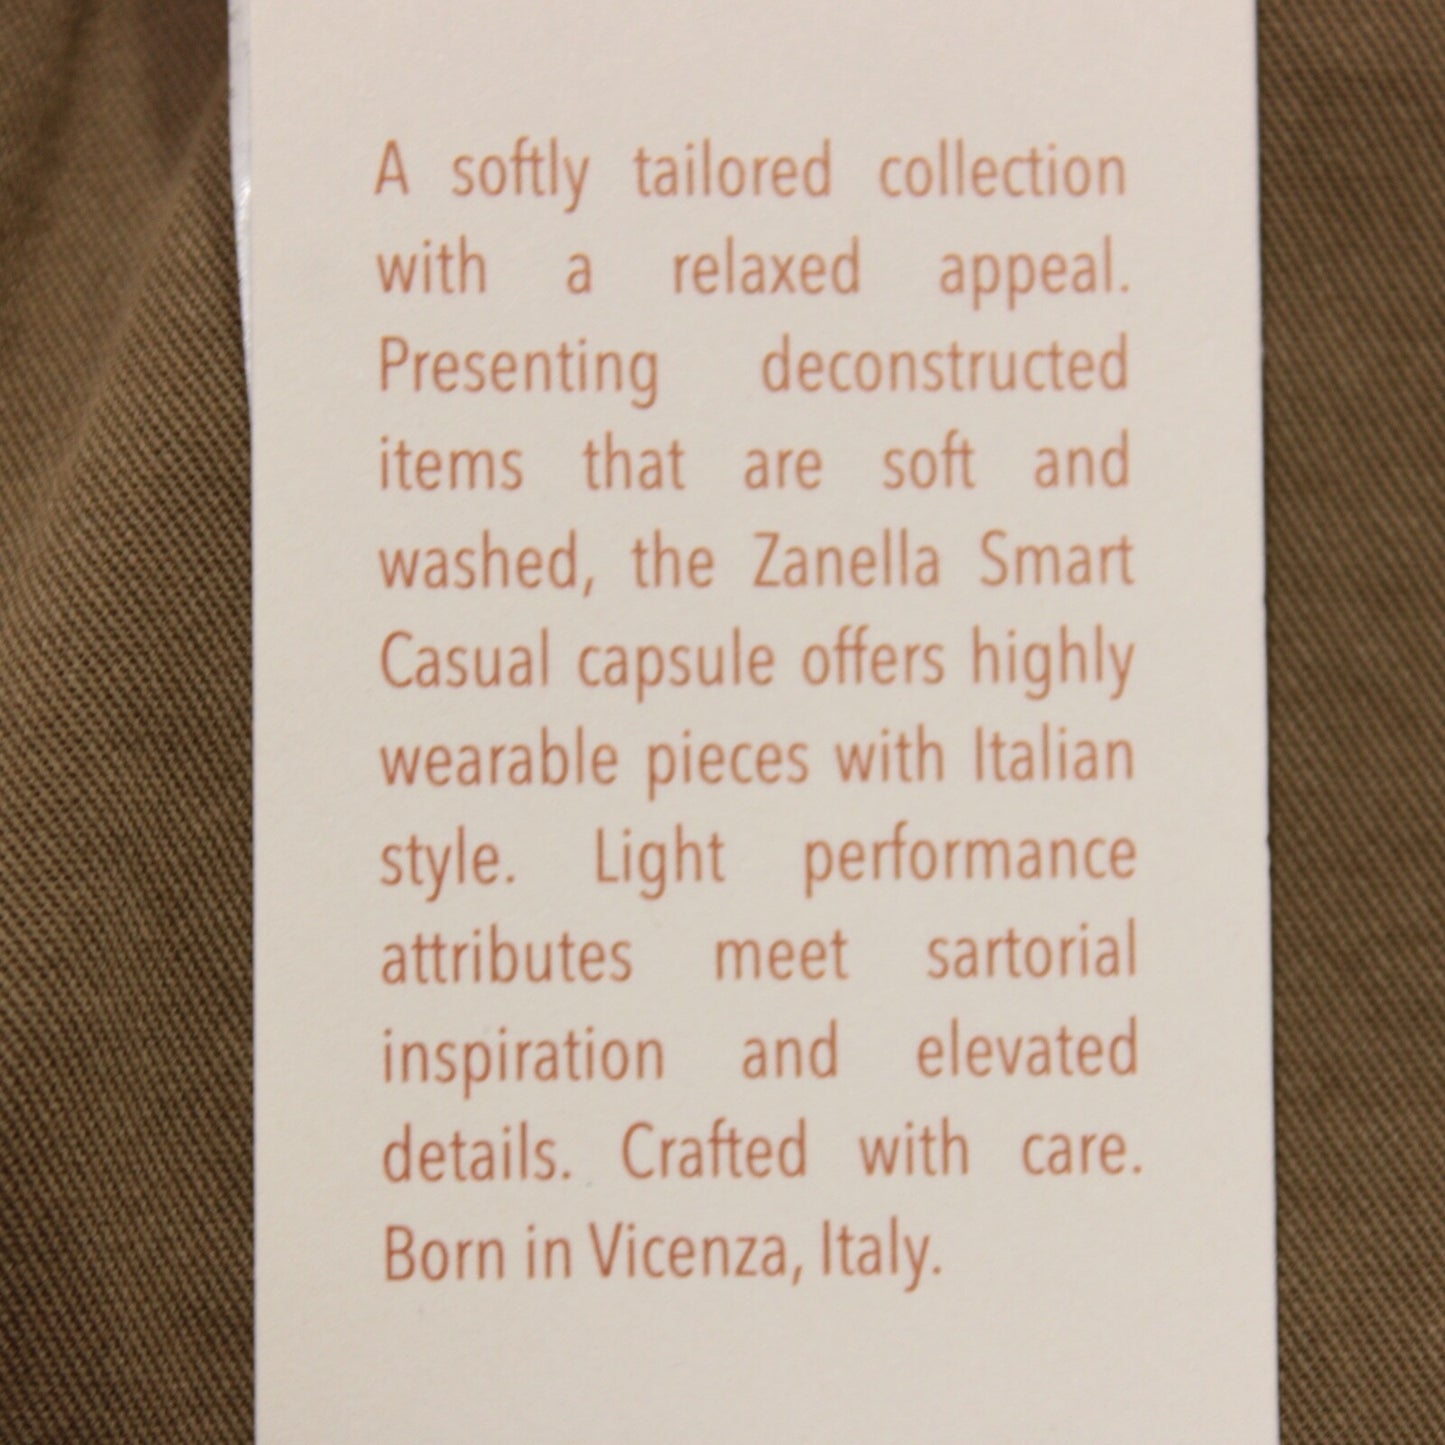 A softly tailored collection
with a relaxed appeal.
Presenting deconstructed
items that are soft and
washed, the Zanella Smart
Casual capsule offers highly
wearable pieces with Italian
style. Light performance
attributes meet sartorial
inspiration and elevated
details. Crafted with care.
Born in Vicenza, Italy.